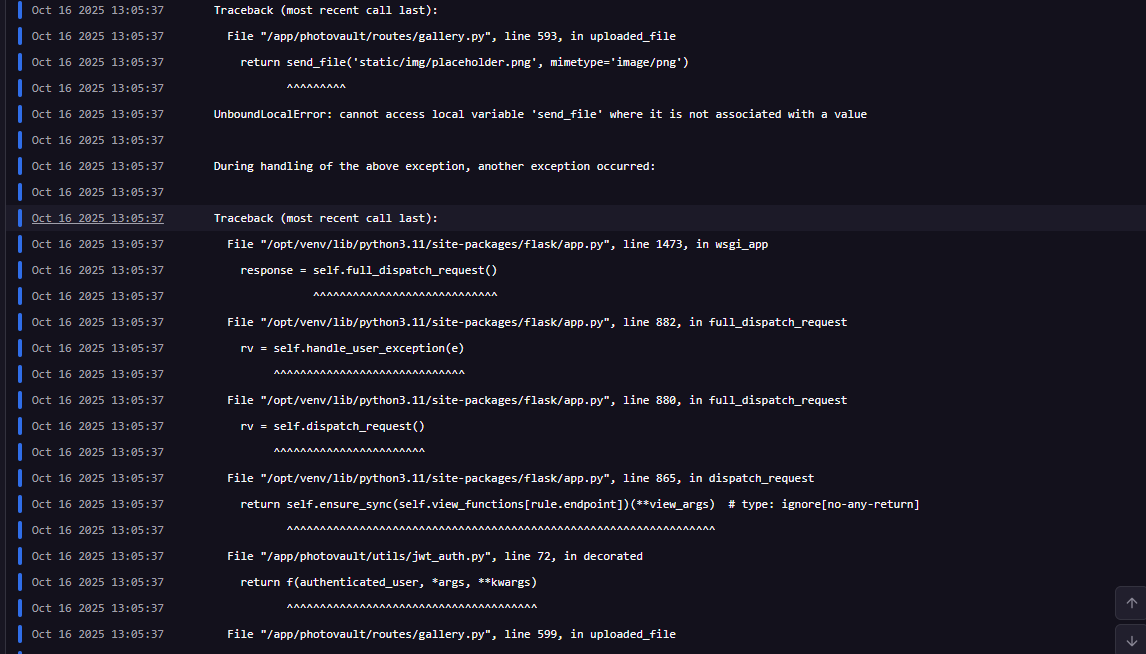 Oct 16 2025 13:05:37 Traceback (most recent call last):
Oct 16 2025 13:05:37 File "/app/photovault/routes/gallery.py", line 593, in uploaded_file
Oct 16 2025 13:05:37 return send_file('static/img/placeholder.png', mimetype='image/png')
Oct 16 2025 13:05:37 ^^^^^^^^^
Oct 16 2025 13:05:37 UnboundLocalError: cannot access local variable 'send_file' where it is not associated with a value
Oct 16 2025 13:05:37
Oct 16 2025 13:05:37 During handling of the above exception, another exception occurred:
Oct 16 2025 13:05:37
Oct 16 2025 13:05:37 Traceback (most recent call last):
Oct 16 2025 13:05:37 File "/opt/venv/lib/python3.11/site-packages/flask/app.py", line 1473, in wsgi_app
Oct 16 2025 13:05:37 response = self.full_dispatch_request()
Oct 16 2025 13:05:37 ^^^^^^^^^^^^^^^^^^^^^^^^^^^^
Oct 16 2025 13:05:37 File "/opt/venv/lib/python3.11/site-packages/flask/app.py", line 882, in full_dispatch_request
Oct 16 2025 13:05:37 rv = self.handle_user_exception(e)
Oct 16 2025 13:05:37 ^^^^^^^^^^^^^^^^^^^^^^^^^^^^^
Oct 16 2025 13:05:37 File "/opt/venv/lib/python3.11/site-packages/flask/app.py", line 880, in full_dispatch_request
Oct 16 2025 13:05:37 rv = self.dispatch_request()
Oct 16 2025 13:05:37 ^^^^^^^^^^^^^^^^^^^^^^^
Oct 16 2025 13:05:37 File "/opt/venv/lib/python3.11/site-packages/flask/app.py", line 865, in dispatch_request
Oct 16 2025 13:05:37 return self.ensure_sync(self.view_functions[rule.endpoint])(**view_args) # type: ignore[no-any-return]
Oct 16 2025 13:05:37 ^^^^^^^^^^^^^^^^^^^^^^^^^^^^^^^^^^^^^^^^^^^^^^^^^^^^^^^^^^^^^^^^^
Oct 16 2025 13:05:37 File "/app/photovault/utils/jwt_auth.py", line 72, in decorated
Oct 16 2025 13:05:37 return f(authenticated_user, *args, **kwargs)
Oct 16 2025 13:05:37 ^^^^^^^^^^^^^^^^^^^^^^^^^^^^^^^^^^^^^^
Oct 16 2025 13:05:37 File "/app/photovault/routes/gallery.py", line 599, in uploaded_file